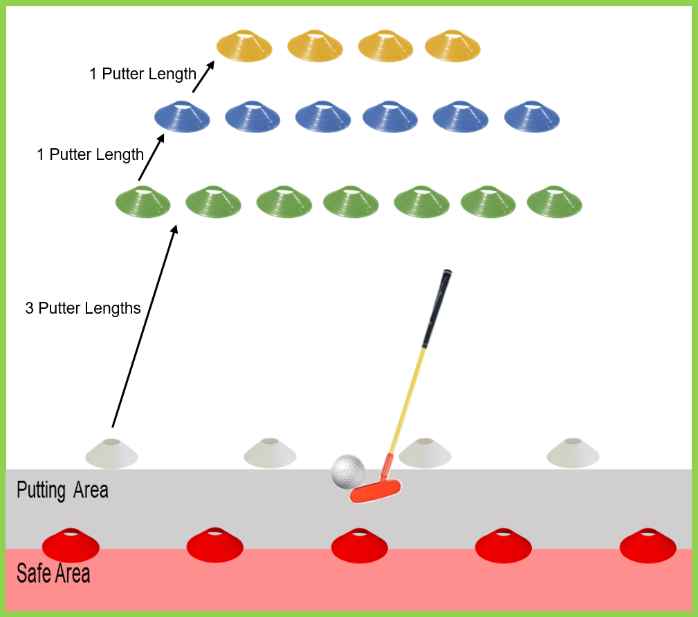 1 Putter Length
1 Putter Length
3 Putter Lengths
Putting Area
Safe Area